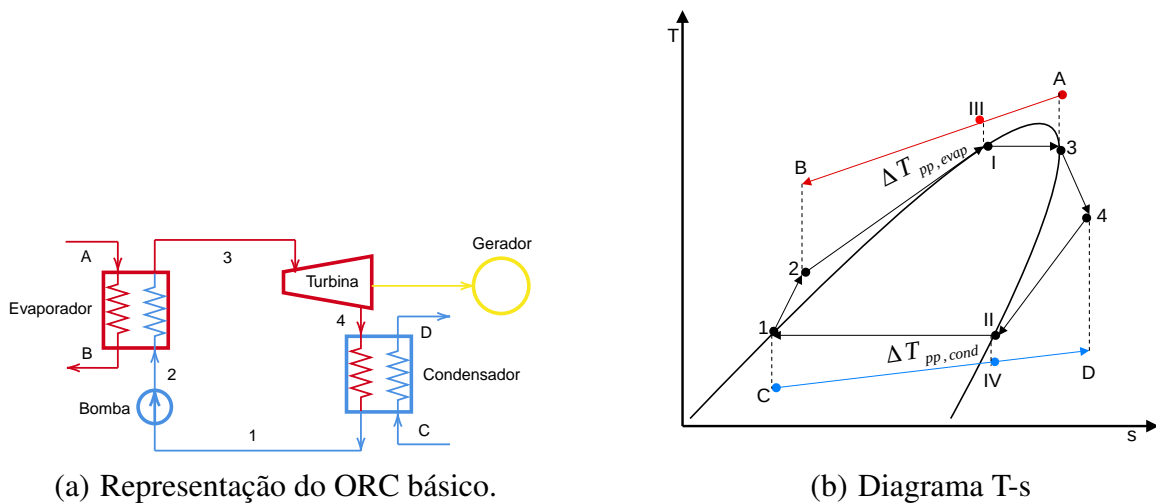 A
3
Evaporador
Turbina
Gerador
4
D
B
2
Condensador
Bomba
1
C
(a) Representação do ORC básico.
T
A
III
ΔT pp,evap
I
3
B
4
2
1
II
ΔT pp,cond
IV
C
D
s
(b) Diagrama T-s